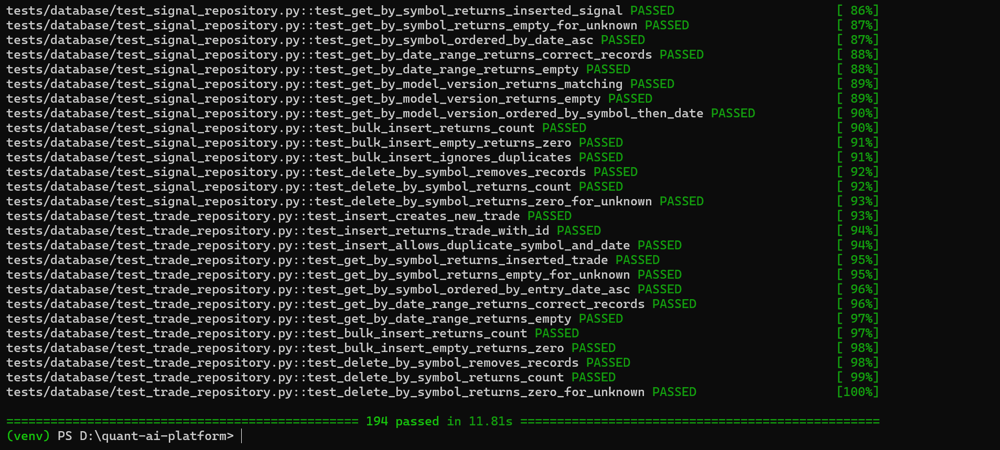 tests/database/test_signal_repository.py::test_get_by_symbol_returns_inserted_signal PASSED [ 86%]
tests/database/test_signal_repository.py::test_get_by_symbol_returns_empty_for_unknown PASSED [ 87%]
tests/database/test_signal_repository.py::test_get_by_symbol_ordered_by_date_asc PASSED [ 87%]
tests/database/test_signal_repository.py::test_get_by_date_range_returns_correct_records PASSED [ 88%]
tests/database/test_signal_repository.py::test_get_by_date_range_returns_empty PASSED [ 88%]
tests/database/test_signal_repository.py::test_get_by_model_version_returns_matching PASSED [ 89%]
tests/database/test_signal_repository.py::test_get_by_model_version_returns_empty PASSED [ 89%]
tests/database/test_signal_repository.py::test_get_by_model_version_ordered_by_symbol_then_date PASSED [ 90%]
tests/database/test_signal_repository.py::test_bulk_insert_returns_count PASSED [ 90%]
tests/database/test_signal_repository.py::test_bulk_insert_empty_returns_zero PASSED [ 91%]
tests/database/test_signal_repository.py::test_bulk_insert_ignores_duplicates PASSED [ 91%]
tests/database/test_signal_repository.py::test_delete_by_symbol_removes_records PASSED [ 92%]
tests/database/test_signal_repository.py::test_delete_by_symbol_returns_count PASSED [ 92%]
tests/database/test_signal_repository.py::test_delete_by_symbol_returns_zero_for_unknown PASSED [ 93%]
tests/database/test_trade_repository.py::test_insert_creates_new_trade PASSED [ 93%]
tests/database/test_trade_repository.py::test_insert_returns_trade_with_id PASSED [ 94%]
tests/database/test_trade_repository.py::test_insert_allows_duplicate_symbol_and_date PASSED [ 94%]
tests/database/test_trade_repository.py::test_get_by_symbol_returns_inserted_trade PASSED [ 95%]
tests/database/test_trade_repository.py::test_get_by_symbol_returns_empty_for_unknown PASSED [ 95%]
tests/database/test_trade_repository.py::test_get_by_symbol_ordered_by_entry_date_asc PASSED [ 96%]
tests/database/test_trade_repository.py::test_get_by_date_range_returns_correct_records PASSED [ 96%]
tests/database/test_trade_repository.py::test_get_by_date_range_returns_empty PASSED [ 97%]
tests/database/test_trade_repository.py::test_bulk_insert_returns_count PASSED [ 97%]
tests/database/test_trade_repository.py::test_bulk_insert_empty_returns_zero PASSED [ 98%]
tests/database/test_trade_repository.py::test_delete_by_symbol_removes_records PASSED [ 98%]
tests/database/test_trade_repository.py::test_delete_by_symbol_returns_count PASSED [ 99%]
tests/database/test_trade_repository.py::test_delete_by_symbol_returns_zero_for_unknown PASSED [100%]
================================================ 194 passed in 11.81s =================================================
(venv) PS D:\quant-ai-platform>